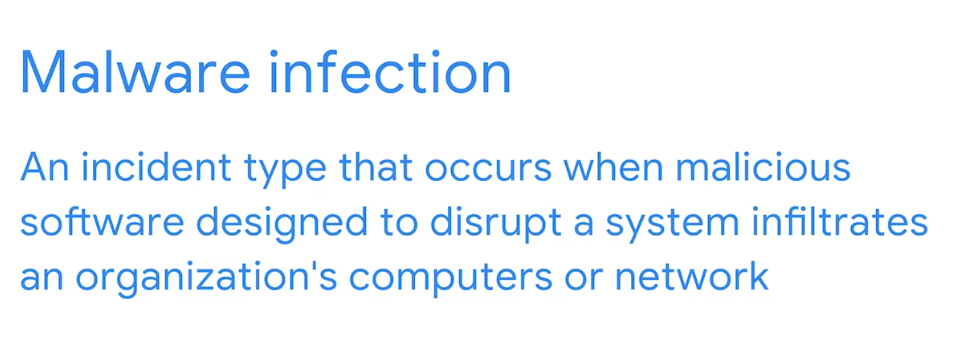 Malware infection
An incident type that occurs when malicious
software designed to disrupt a system infiltrates
an organization's computers or network